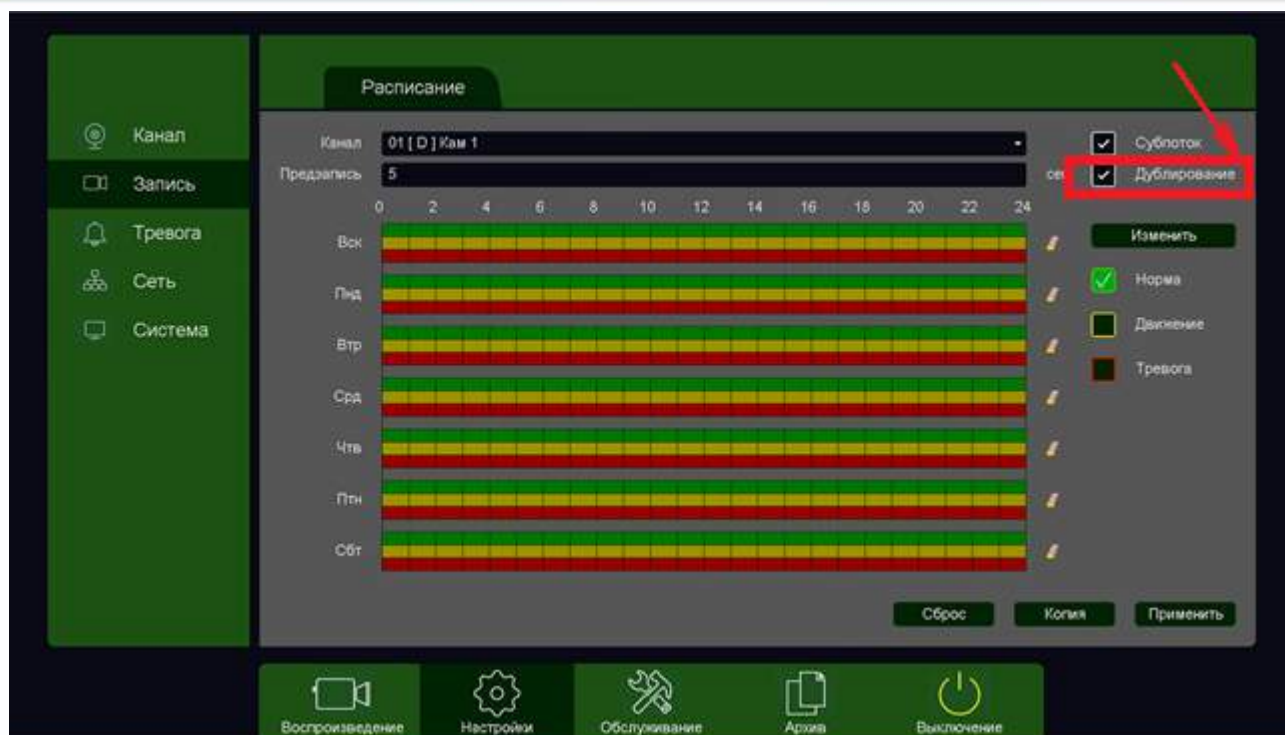 Расписание
Канал
Запись
Тревога
Сеть
Система
Канал 01 [ D ] Кам 1 Субпоток
Предзапись 5 сек Дублирование
0 2 4 6 8 10 12 14 16 18 20 22 24
Вск Изменить
Пнд Норма
Втр Движение
Срд Тревога
Чтв
Птн
Сбт
Сброс Копия Применить
Воспроизведение Настройки Обслуживание Архив Выключение